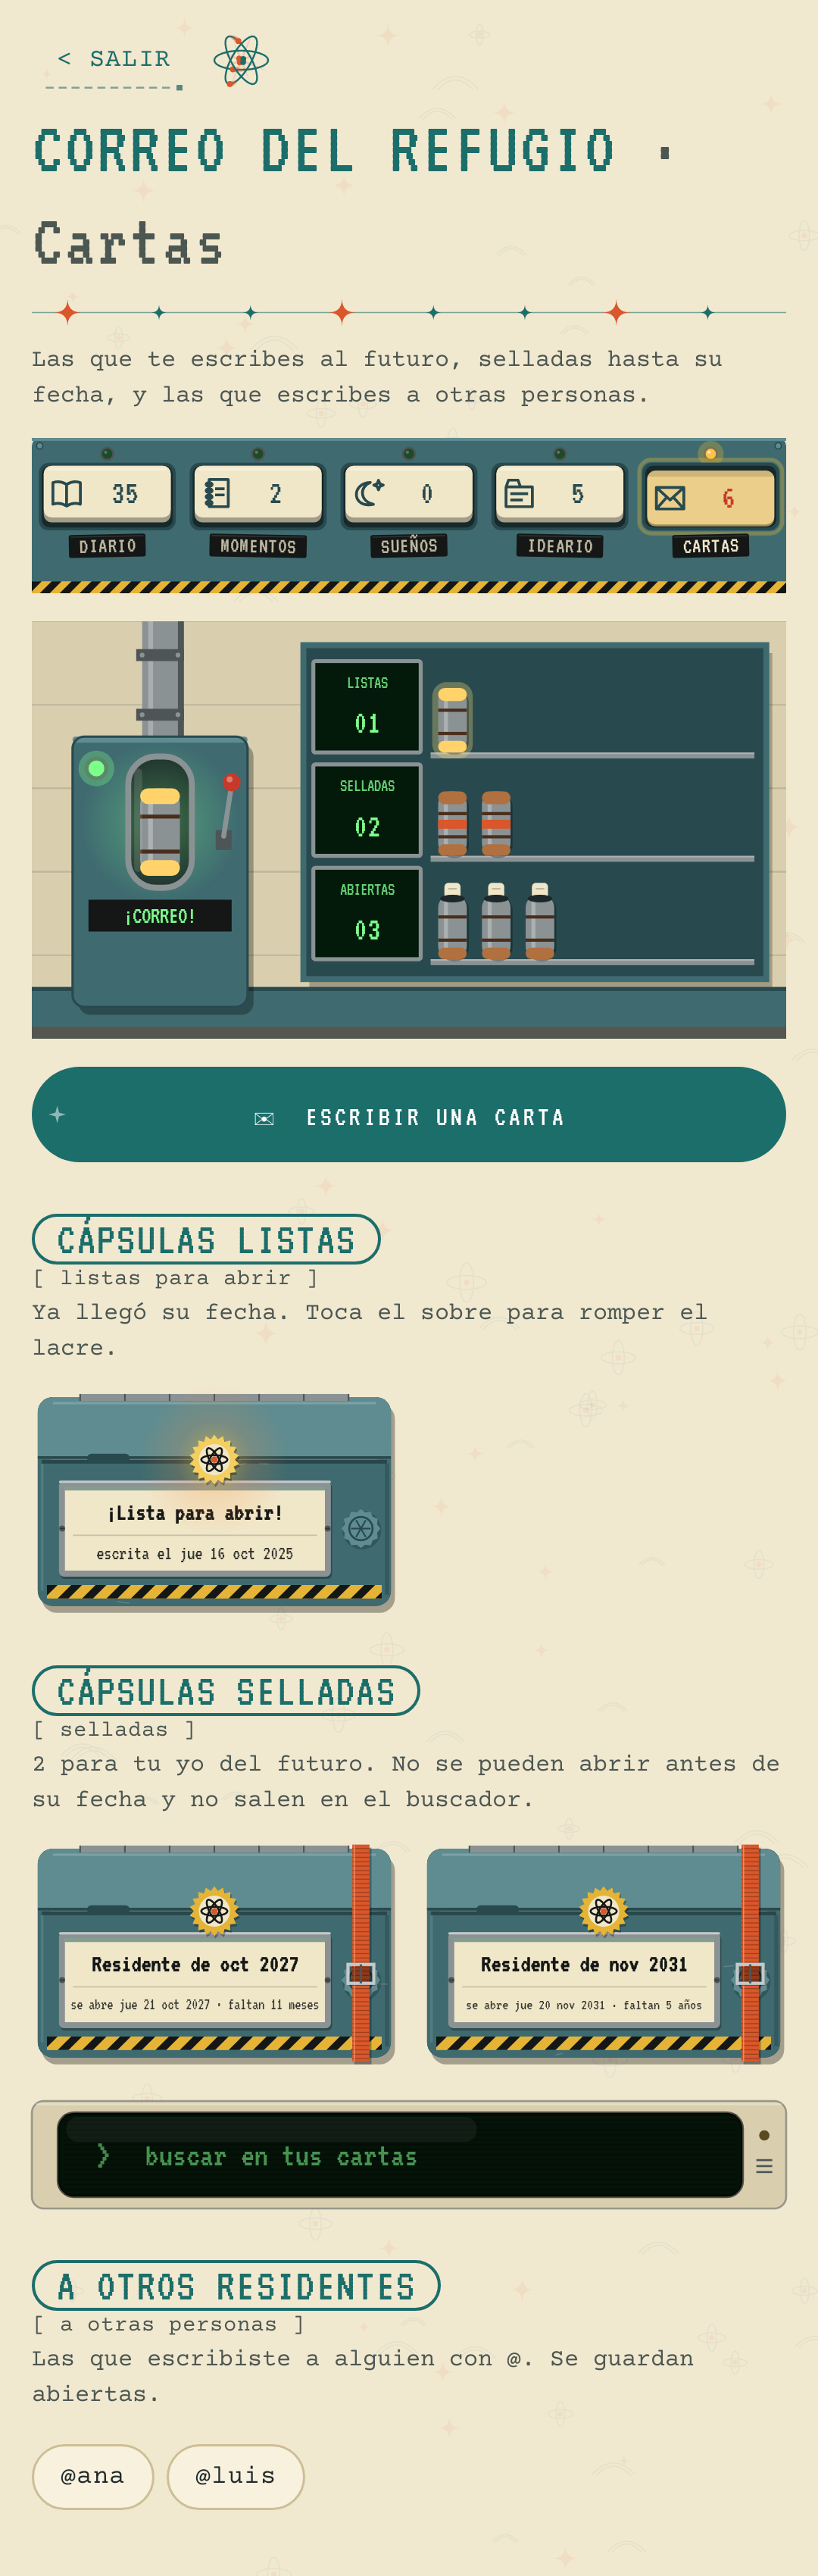 < SALIR
CORREO DEL REFUGIO ·
Cartas
Las que te escribes al futuro, selladas hasta su
fecha, y las que escribes a otras personas.
35
2
0
5
6
DIARIO
MOMENTOS
SUEÑOS
IDEARIO
CARTAS
LISTAS
01
SELLADAS
02
ABIERTAS
03
¡CORREO!
ESCRIBIR UNA CARTA
CÁPSULAS LISTAS
[ listas para abrir ]
Ya llegó su fecha. Toca el sobre para romper el
lacre.
¡Lista para abrir!
escrita el jue 16 oct 2025
CÁPSULAS SELLADAS
[ selladas ]
2 para tu yo del futuro. No se pueden abrir antes de
su fecha y no salen en el buscador.
Residente de oct 2027
se abre jue 21 oct 2027 · faltan 11 meses
Residente de nov 2031
se abre jue 20 nov 2031 · faltan 5 años
> buscar en tus cartas
A OTROS RESIDENTES
[ a otras personas ]
Las que escribiste a alguien con @. Se guardan
abiertas.
@ana
@luis